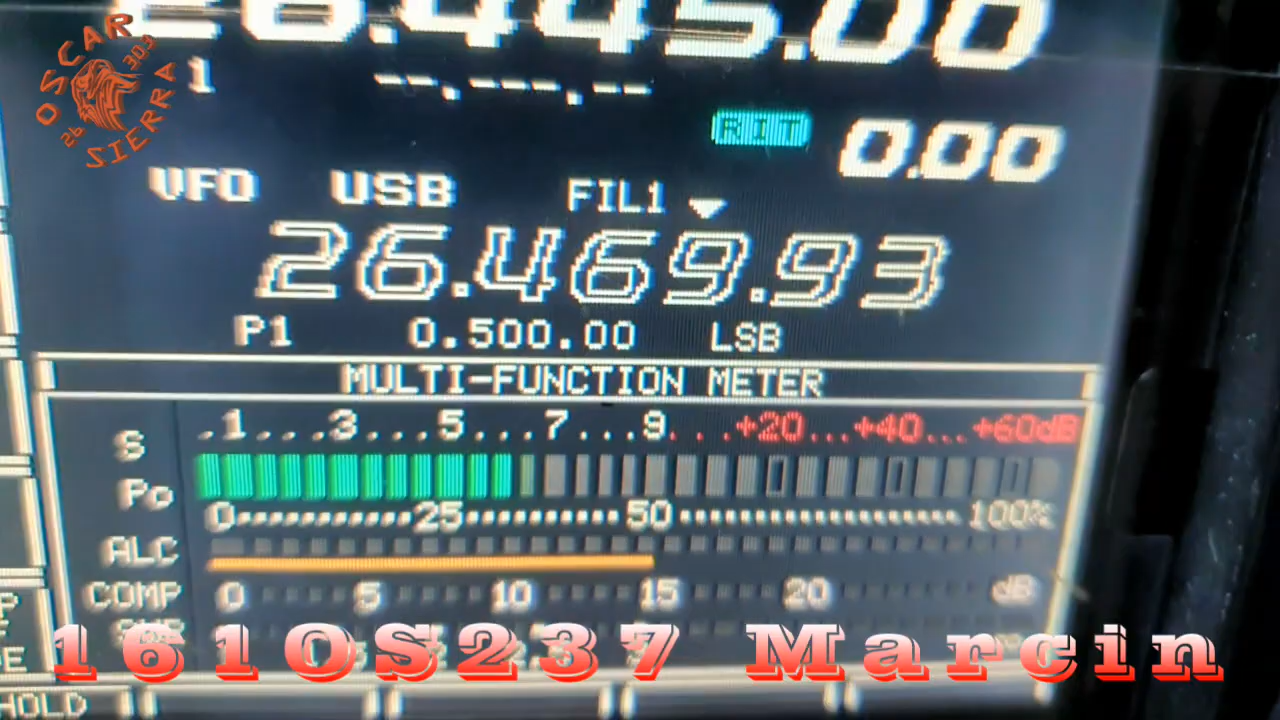 26.445.00
OSCAR
SIERRA
26
309
1 --.---.--
RIT 0.00
VFO USB FIL1
26.469.93
P1 0.500.00 LSB
MULTI-FUNCTION METER
S .1...3...5...7...9...+20...+40...+60dB
Po
0 25 50 100%
ALC
COMP 0 5 10 15 20 dB
161OS237 Marcin
HOLD